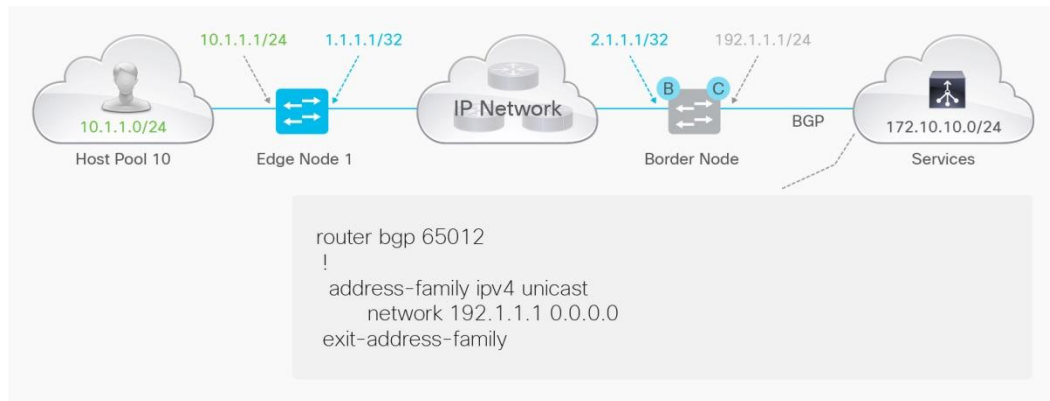 10.1.1.1/24 1.1.1.1/32 2.1.1.1/32 192.1.1.1/24
B C
IP Network
BGP
10.1.1.0/24 172.10.10.0/24
Host Pool 10 Edge Node 1 Border Node Services
router bgp 65012
!
address-family ipv4 unicast
network 192.1.1.1 0.0.0.0
exit-address-family